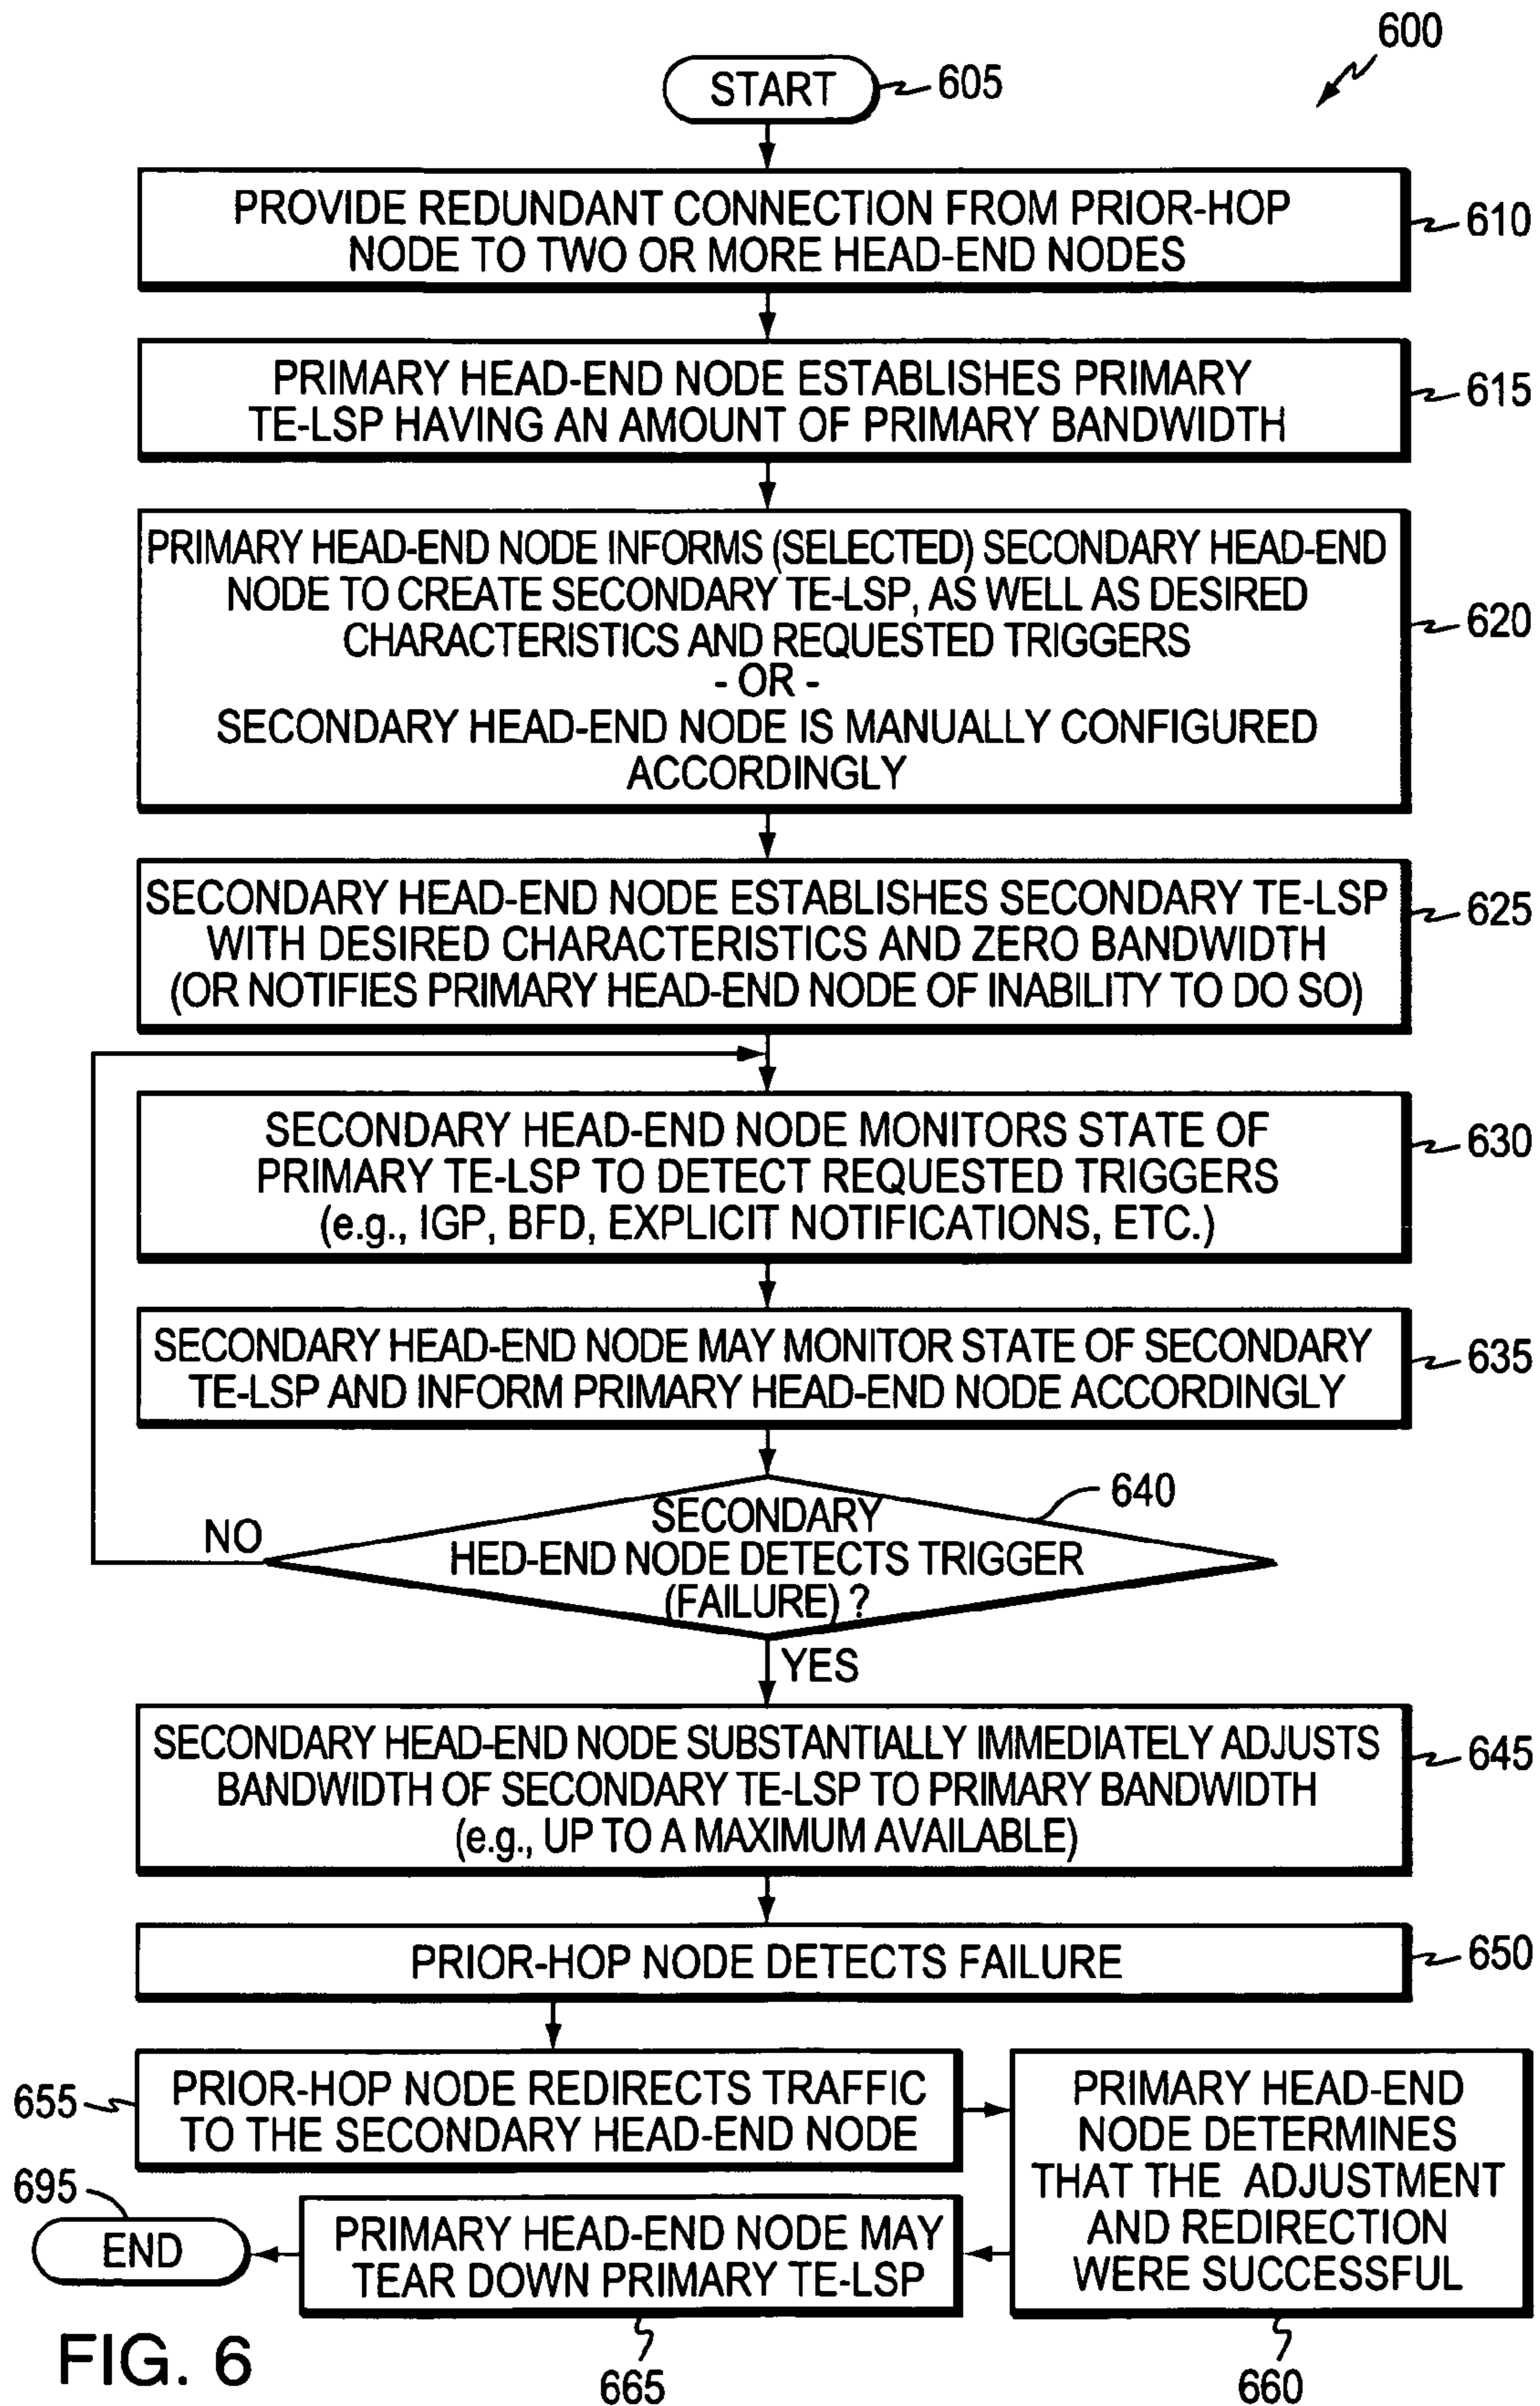 600
START
605
PROVIDE REDUNDANT CONNECTION FROM PRIOR-HOP
NODE TO TWO OR MORE HEAD-END NODES
610
PRIMARY HEAD-END NODE ESTABLISHES PRIMARY
TE-LSP HAVING AN AMOUNT OF PRIMARY BANDWIDTH
615
PRIMARY HEAD-END NODE INFORMS (SELECTED) SECONDARY HEAD-END
NODE TO CREATE SECONDARY TE-LSP, AS WELL AS DESIRED
CHARACTERISTICS AND REQUESTED TRIGGERS
- OR -
SECONDARY HEAD-END NODE IS MANUALLY CONFIGURED
ACCORDINGLY
620
SECONDARY HEAD-END NODE ESTABLISHES SECONDARY TE-LSP
WITH DESIRED CHARACTERISTICS AND ZERO BANDWIDTH
(OR NOTIFIES PRIMARY HEAD-END NODE OF INABILITY TO DO SO)
625
SECONDARY HEAD-END NODE MONITORS STATE OF
PRIMARY TE-LSP TO DETECT REQUESTED TRIGGERS
(e.g., IGP, BFD, EXPLICIT NOTIFICATIONS, ETC.)
630
SECONDARY HEAD-END NODE MAY MONITOR STATE OF SECONDARY
TE-LSP AND INFORM PRIMARY HEAD-END NODE ACCORDINGLY
635
640
SECONDARY
HED-END NODE DETECTS TRIGGER
(FAILURE) ?
NO
YES
SECONDARY HEAD-END NODE SUBSTANTIALLY IMMEDIATELY ADJUSTS
BANDWIDTH OF SECONDARY TE-LSP TO PRIMARY BANDWIDTH
(e.g., UP TO A MAXIMUM AVAILABLE)
645
PRIOR-HOP NODE DETECTS FAILURE
650
655
PRIOR-HOP NODE REDIRECTS TRAFFIC
TO THE SECONDARY HEAD-END NODE
PRIMARY HEAD-END
NODE DETERMINES
THAT THE ADJUSTMENT
AND REDIRECTION
WERE SUCCESSFUL
660
PRIMARY HEAD-END NODE MAY
TEAR DOWN PRIMARY TE-LSP
665
695
END
FIG. 6